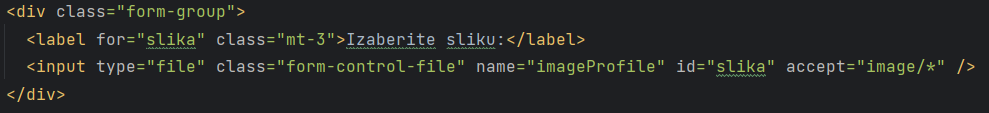 <div class="form-group">
  <label for="slika" class="mt-3">Izaberite sliku:</label>
  <input type="file" class="form-control-file" name="imageProfile" id="slika" accept="image/*" />
</div>